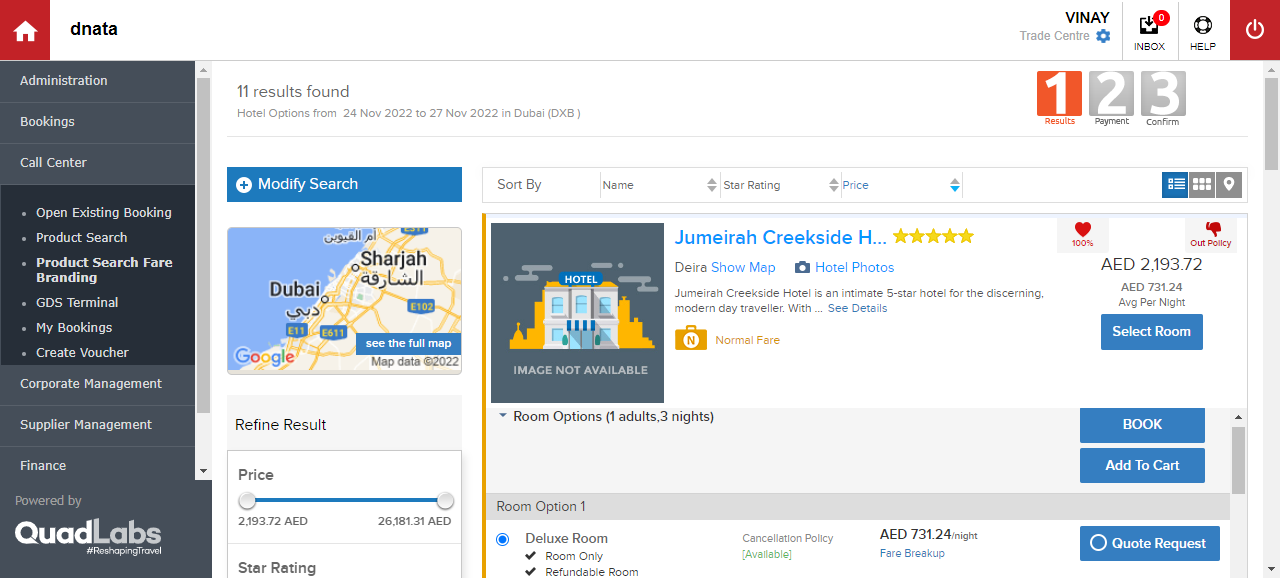 dnata
VINAY
Trade Centre
0
INBOX
HELP
Administration
Bookings
Call Center
Open Existing Booking
Product Search
Product Search Fare
Branding
GDS Terminal
My Bookings
Create Voucher
Corporate Management
Supplier Management
Finance
Powered by
QuadLabs
#ReshapingTravel
11 results found
Hotel Options from 24 Nov 2022 to 27 Nov 2022 in Dubai (DXB )
1 2 3
Results Payment Confirm
Modify Search
Sort By Name Star Rating Price
أم القيوين
Sharjah
الشارقة
Dubai
دبي
E102
E11
E611
see the full map
Google
Map data ©2022
Refine Result
Price
2,193.72 AED 26,181.31 AED
Star Rating
HOTEL
IMAGE NOT AVAILABLE
Jumeirah Creekside H...
Deira Show Map Hotel Photos
Jumeirah Creekside Hotel is an intimate 5-star hotel for the discerning,
modern day traveller. With ... See Details
N Normal Fare
100%
Out Policy
AED 2,193.72
AED 731.24
Avg Per Night
Select Room
Room Options (1 adults,3 nights)
BOOK
Add To Cart
Room Option 1
Deluxe Room
Room Only
Refundable Room
Cancellation Policy
[Available]
AED 731.24/night
Fare Breakup
Quote Request